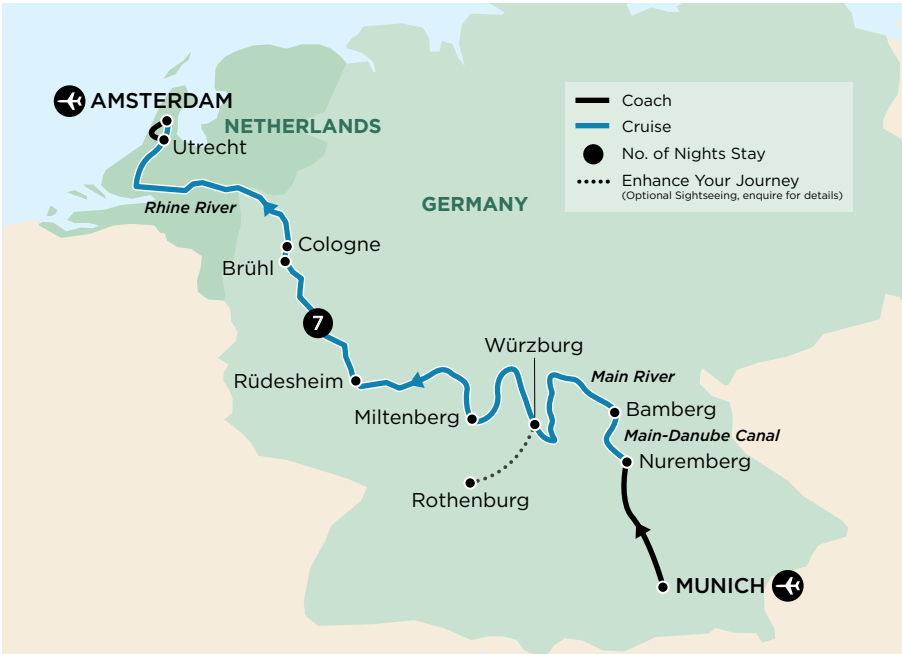 AMSTERDAM
Utrecht
NETHERLANDS
Rhine River
GERMANY
Coach
Cruise
No. of Nights Stay
Enhance Your Journey
(Optional Sightseeing, enquire for details)
Cologne
Brühl
7
Rüdesheim
Würzburg
Main River
Miltenberg
Bamberg
Main-Danube Canal
Nuremberg
Rothenburg
MUNICH